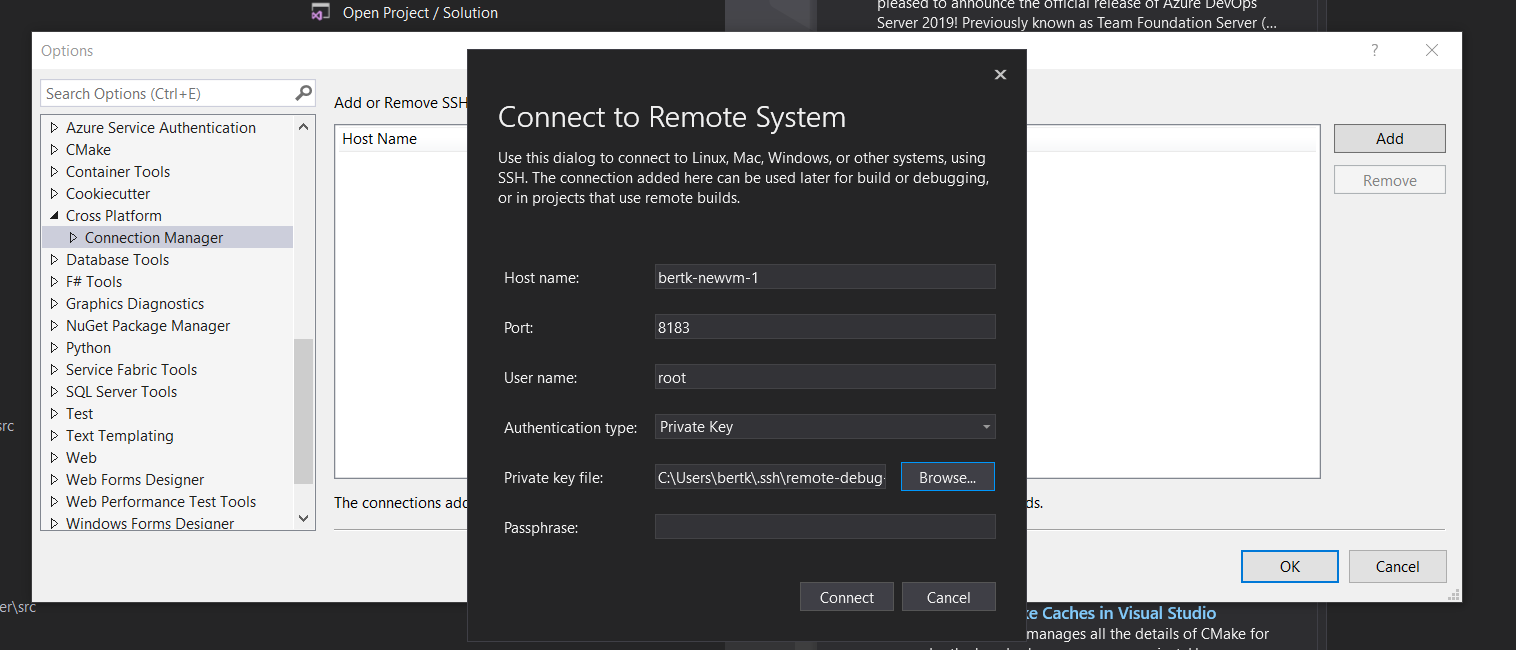 Open Project / Solution
pleased to announce the official release of Azure DevOps
Server 2019! Previously known as Team Foundation Server (...
Options
?
Search Options (Ctrl+E)
Azure Service Authentication
CMake
Container Tools
Cookiecutter
Cross Platform
Connection Manager
Database Tools
F# Tools
Graphics Diagnostics
NuGet Package Manager
Python
Service Fabric Tools
SQL Server Tools
Test
Text Templating
Web
Web Forms Designer
Web Performance Test Tools
Windows Forms Designer
Add or Remove SSH
Host Name
Add
Remove
The connections add
ds.
OK
Cancel
Connect to Remote System
Use this dialog to connect to Linux, Mac, Windows, or other systems, using
SSH. The connection added here can be used later for build or debugging,
or in projects that use remote builds.
Host name:
bertk-newvm-1
Port:
8183
User name:
root
Authentication type:
Private Key
Private key file:
C:\Users\bertk\.ssh\remote-debug-
Browse...
Passphrase:
Connect
Cancel
src
er\src
e Caches in Visual Studio
manages all the details of CMake for